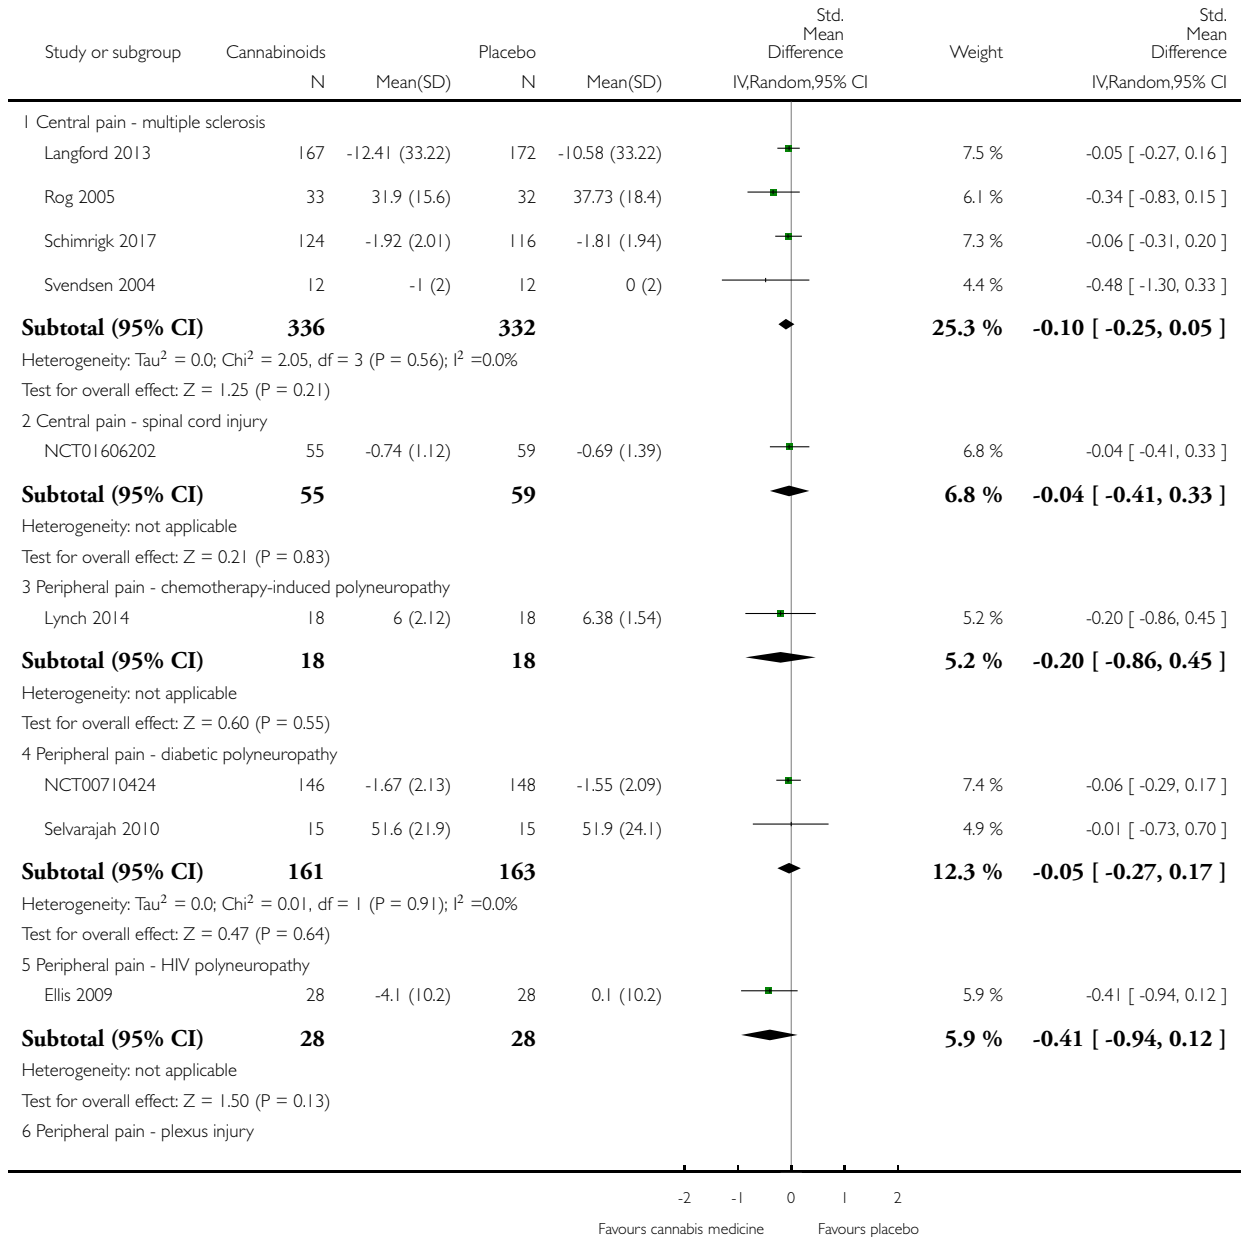 Std. Mean Difference Std. Mean Difference
Study or subgroup Cannabinoids Placebo Weight
N Mean(SD) N Mean(SD) IV,Random,95% CI IV,Random,95% CI
1 Central pain - multiple sclerosis
Langford 2013 167 -12.41 (33.22) 172 -10.58 (33.22) 7.5 % -0.05 [ -0.27, 0.16 ]
Rog 2005 33 31.9 (15.6) 32 37.73 (18.4) 6.1 % -0.34 [ -0.83, 0.15 ]
Schimrigk 2017 124 -1.92 (2.01) 116 -1.81 (1.94) 7.3 % -0.06 [ -0.31, 0.20 ]
Svendsen 2004 12 -1 (2) 12 0 (2) 4.4 % -0.48 [ -1.30, 0.33 ]
Subtotal (95% CI) 336 332 25.3 % -0.10 [ -0.25, 0.05 ]
Heterogeneity: Tau² = 0.0; Chi² = 2.05, df = 3 (P = 0.56); I² =0.0%
Test for overall effect: Z = 1.25 (P = 0.21)
2 Central pain - spinal cord injury
NCT01606202 55 -0.74 (1.12) 59 -0.69 (1.39) 6.8 % -0.04 [ -0.41, 0.33 ]
Subtotal (95% CI) 55 59 6.8 % -0.04 [ -0.41, 0.33 ]
Heterogeneity: not applicable
Test for overall effect: Z = 0.21 (P = 0.83)
3 Peripheral pain - chemotherapy-induced polyneuropathy
Lynch 2014 18 6 (2.12) 18 6.38 (1.54) 5.2 % -0.20 [ -0.86, 0.45 ]
Subtotal (95% CI) 18 18 5.2 % -0.20 [ -0.86, 0.45 ]
Heterogeneity: not applicable
Test for overall effect: Z = 0.60 (P = 0.55)
4 Peripheral pain - diabetic polyneuropathy
NCT00710424 146 -1.67 (2.13) 148 -1.55 (2.09) 7.4 % -0.06 [ -0.29, 0.17 ]
Selvarajah 2010 15 51.6 (21.9) 15 51.9 (24.1) 4.9 % -0.01 [ -0.73, 0.70 ]
Subtotal (95% CI) 161 163 12.3 % -0.05 [ -0.27, 0.17 ]
Heterogeneity: Tau² = 0.0; Chi² = 0.01, df = 1 (P = 0.91); I² =0.0%
Test for overall effect: Z = 0.47 (P = 0.64)
5 Peripheral pain - HIV polyneuropathy
Ellis 2009 28 -4.1 (10.2) 28 0.1 (10.2) 5.9 % -0.41 [ -0.94, 0.12 ]
Subtotal (95% CI) 28 28 5.9 % -0.41 [ -0.94, 0.12 ]
Heterogeneity: not applicable
Test for overall effect: Z = 1.50 (P = 0.13)
6 Peripheral pain - plexus injury
-2 -1 0 1 2
Favours cannabis medicine Favours placebo